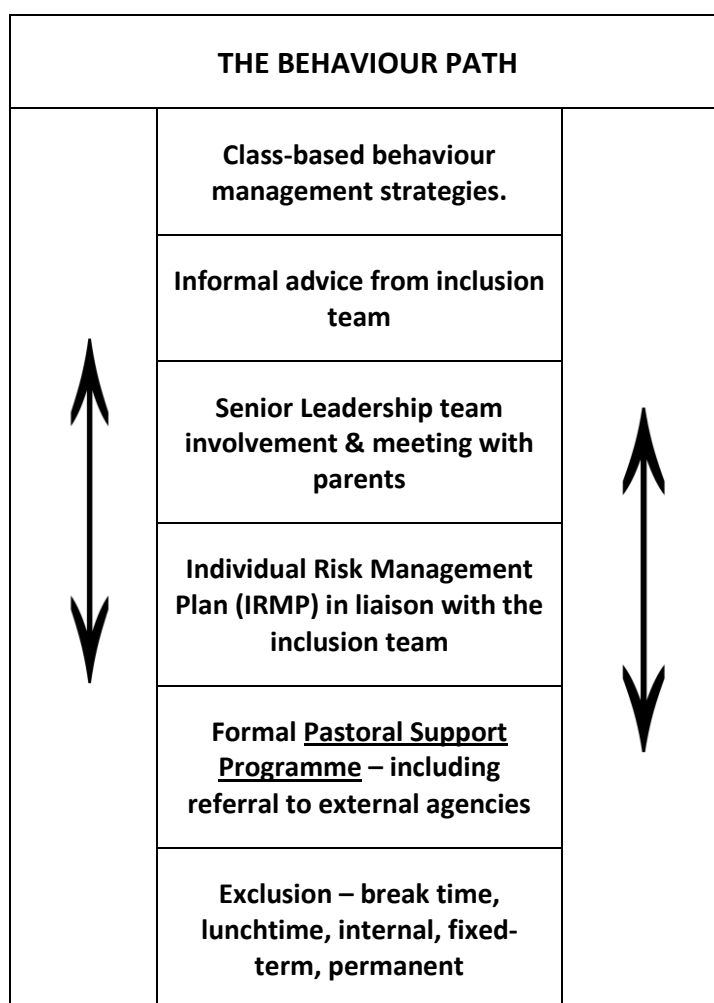 THE BEHAVIOUR PATH
Class-based behaviour
management strategies.
Informal advice from inclusion
team
Senior Leadership team
involvement & meeting with
parents
Individual Risk Management
Plan (IRMP) in liaison with the
inclusion team
Formal Pastoral Support
Programme – including
referral to external agencies
Exclusion – break time,
lunchtime, internal, fixed-
term, permanent